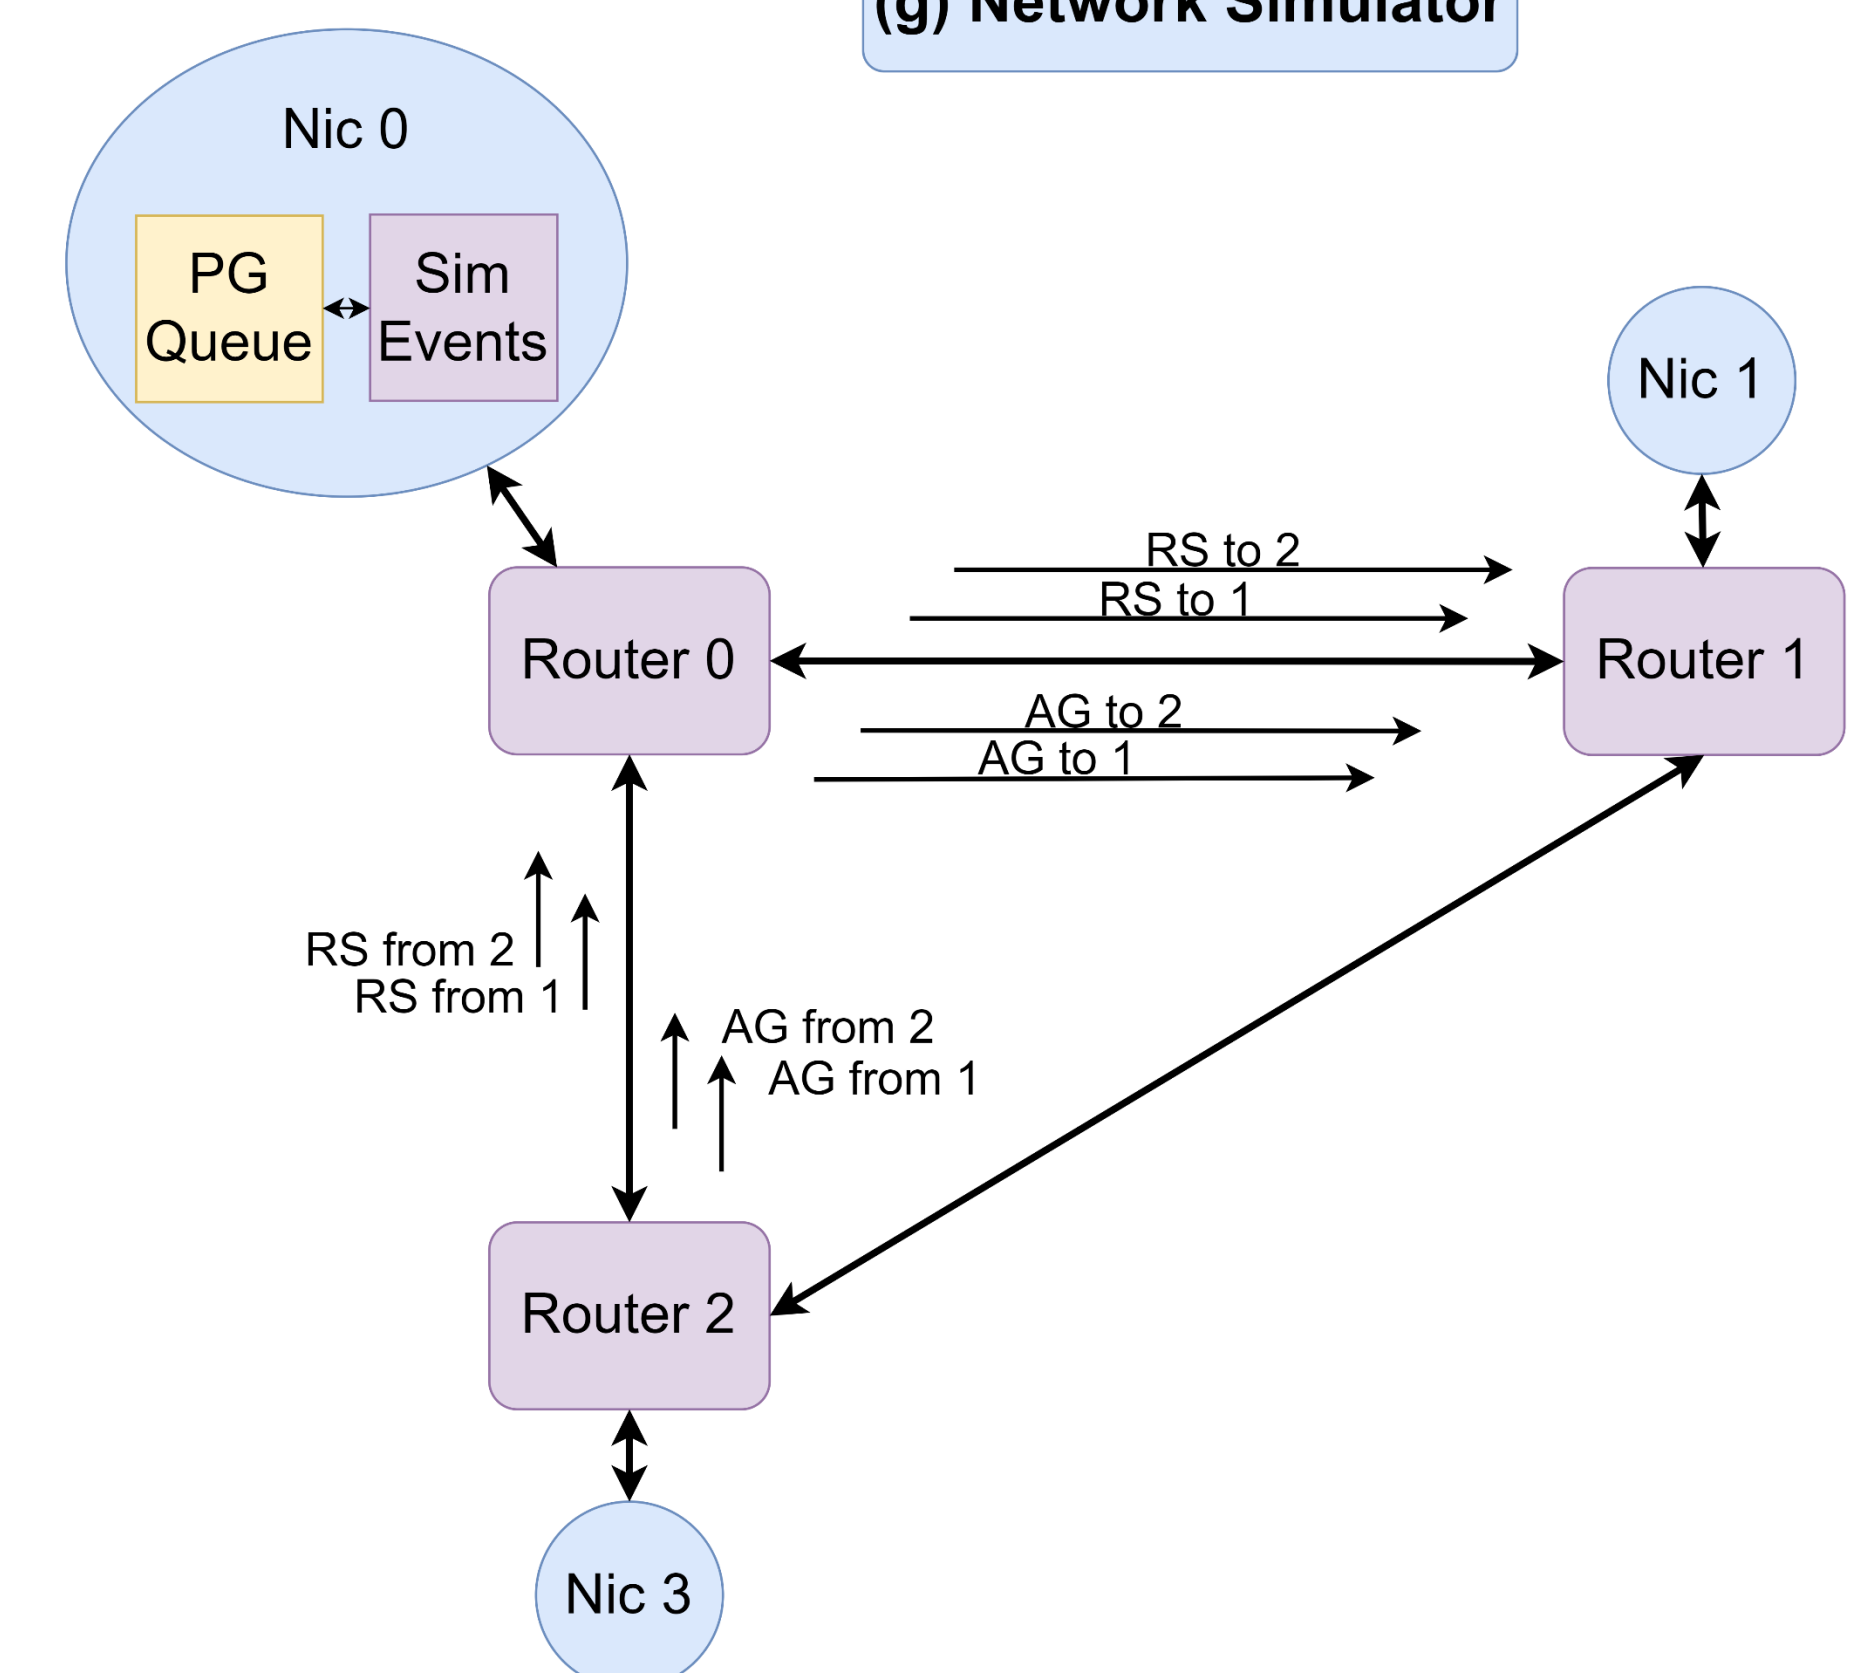 (g) Network Simulator
Nic 0
PG
Queue
Sim
Events
Nic 1
RS to 2
RS to 1
Router 0
Router 1
AG to 2
AG to 1
RS from 2
RS from 1
AG from 2
AG from 1
Router 2
Nic 3